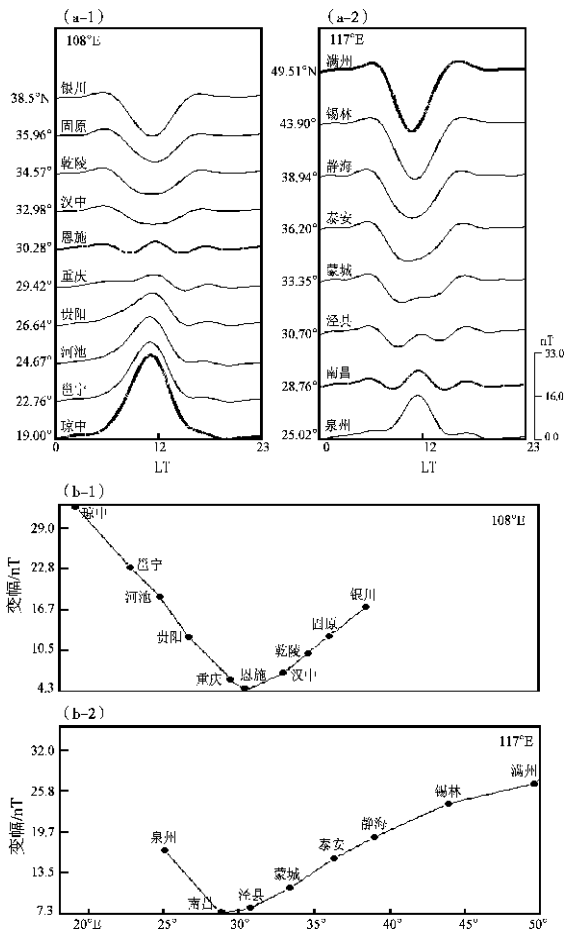 (a-1)
108°E
银川
38.5°N
固原
35.96°
乾陵
34.57°
汉中
32.98°
恩施
30.28°
重庆
29.42°
贵阳
26.64°
河池
24.67°
邕宁
22.76°
琼中
19.00°
0 12 23
LT
(a-2)
117°E
满州
49.51°N
锡林
43.90°
静海
38.94°
泰安
36.20°
蒙城
33.35°
泾县
30.70°
南昌
28.76°
泉州
25.02°
0 12 23
LT
nT
33.0
16.0
0.0
(b-1)
108°E
变幅/nT
29.0
22.8
16.7
10.5
4.3
琼中
邕宁
河池
贵阳
重庆
恩施
汉中
乾陵
固原
银川
(b-2)
117°E
变幅/nT
32.0
25.8
19.7
13.5
7.3
泉州
南昌
泾县
蒙城
泰安
静海
锡林
满州
20°E 25° 30° 35° 40° 45° 50°